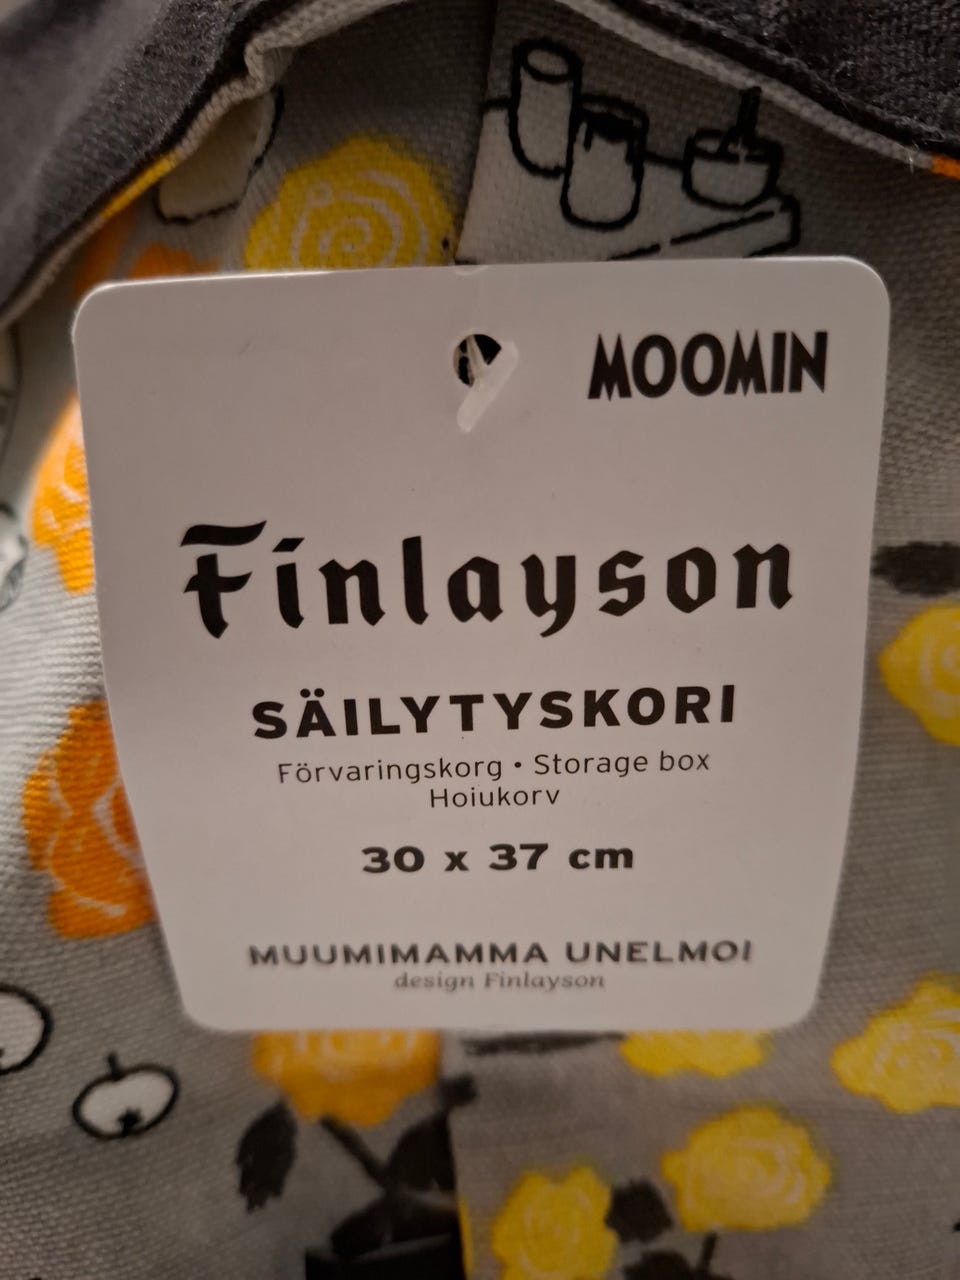 MOOMIN
Finlayson
SÄILYTYSKORI
Förvaringskorg • Storage box
Hoiukorv
30 x 37 cm
MUUMIMAMMA UNELMOI
design Finlayson